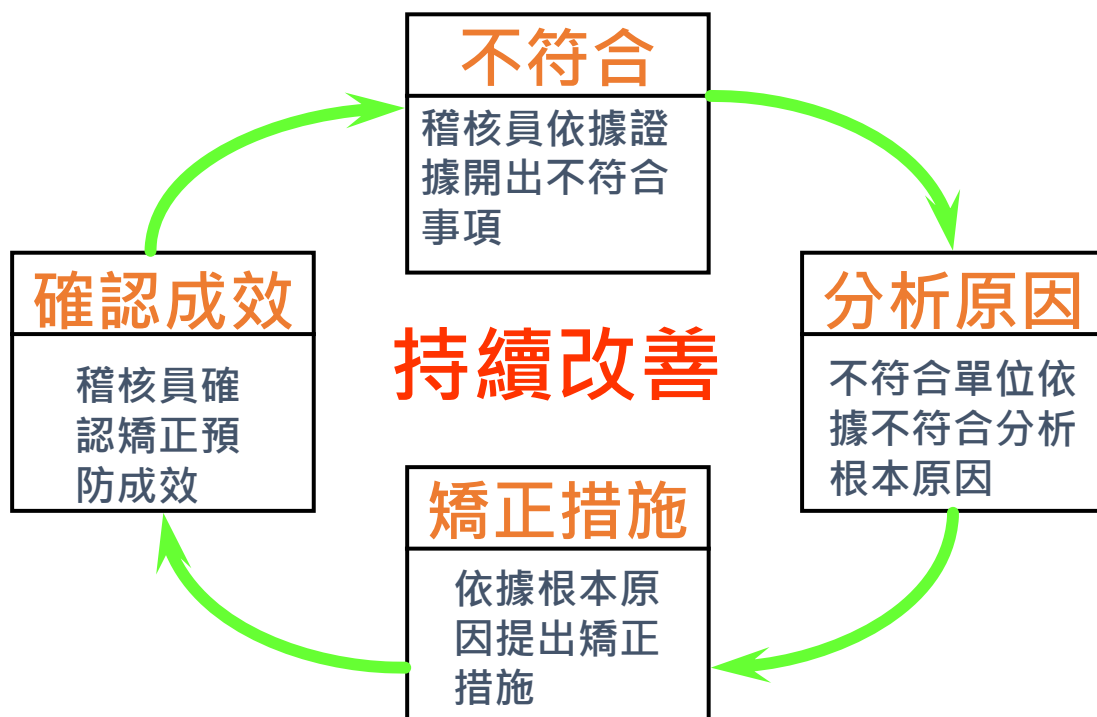 不符合
稽核員依據證
據開出不符合
事項
分析原因
不符合單位依
據不符合分析
根本原因
矯正措施
依據根本原
因提出矯正
措施
確認成效
稽核員確
認矯正預
防成效
持續改善